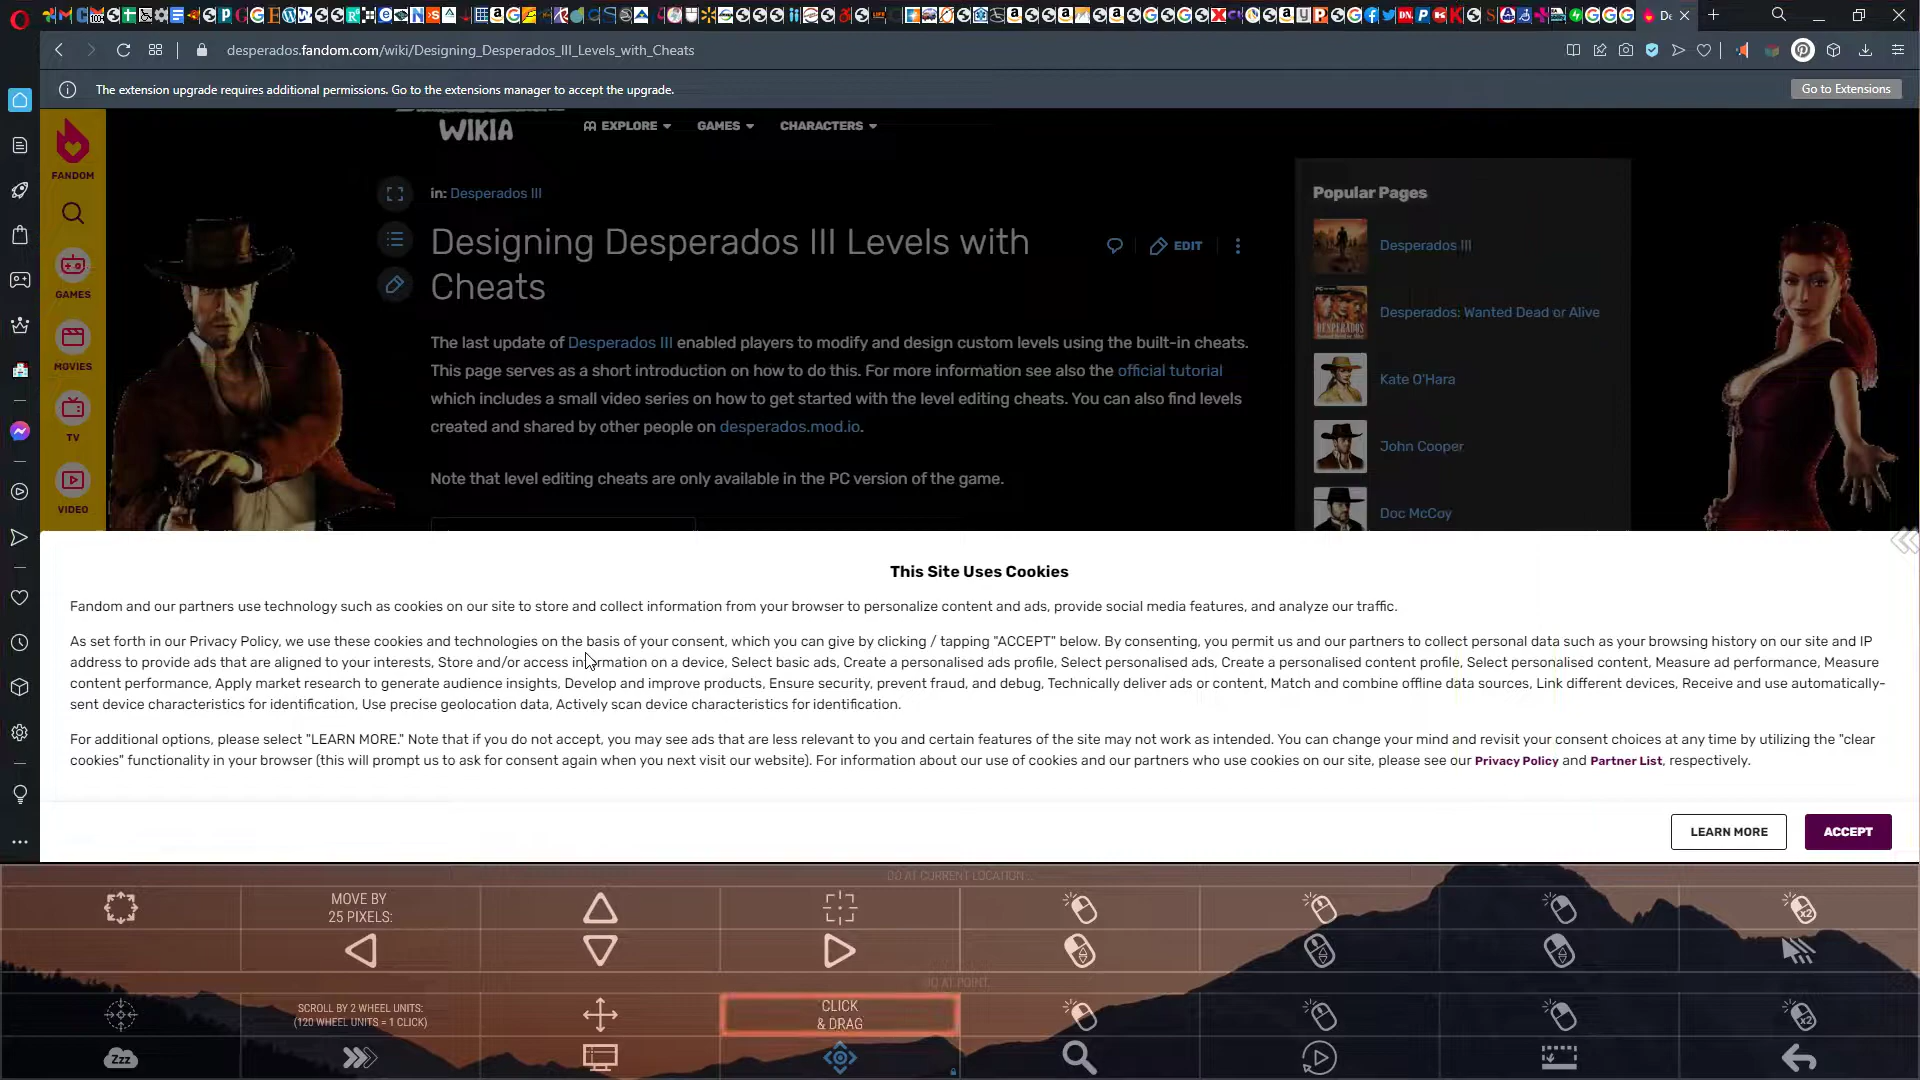 De
desperados.fandom.com/wiki/Designing_Desperados_III_Levels_with_Cheats
The extension upgrade requires additional permissions. Go to the extensions manager to accept the upgrade.
Go to Extensions
WIKIA
EXPLORE
GAMES
CHARACTERS
FANDOM
GAMES
MOVIES
TV
VIDEO
in: Desperados III
Designing Desperados III Levels with
Cheats
EDIT
The last update of Desperados III enabled players to modify and design custom levels using the built-in cheats.
This page serves as a short introduction on how to do this. For more information see also the official tutorial
which includes a small video series on how to get started with the level editing cheats. You can also find levels
created and shared by other people on desperados.mod.io.
Note that level editing cheats are only available in the PC version of the game.
Popular Pages
Desperados III
Desperados: Wanted Dead or Alive
Kate O'Hara
John Cooper
Doc McCoy
This Site Uses Cookies
Fandom and our partners use technology such as cookies on our site to store and collect information from your browser to personalize content and ads, provide social media features, and analyze our traffic.
As set forth in our Privacy Policy, we use these cookies and technologies on the basis of your consent, which you can give by clicking / tapping "ACCEPT" below. By consenting, you permit us and our partners to collect personal data such as your browsing history on our site and IP
address to provide ads that are aligned to your interests, Store and/or access information on a device, Select basic ads, Create a personalised ads profile, Select personalised ads, Create a personalised content profile, Select personalised content, Measure ad performance, Measure
content performance, Apply market research to generate audience insights, Develop and improve products, Ensure security, prevent fraud, and debug, Technically deliver ads or content, Match and combine offline data sources, Link different devices, Receive and use automatically-
sent device characteristics for identification, Use precise geolocation data, Actively scan device characteristics for identification.
For additional options, please select "LEARN MORE." Note that if you do not accept, you may see ads that are less relevant to you and certain features of the site may not work as intended. You can change your mind and revisit your consent choices at any time by utilizing the "clear
cookies" functionality in your browser (this will prompt us to ask for consent again when you next visit our website). For information about our use of cookies and our partners who use cookies on our site, please see our Privacy Policy and Partner List, respectively.
LEARN MORE
ACCEPT
DO AT CURRENT LOCATION...
MOVE BY
25 PIXELS:
x2
DO AT POINT...
SCROLL BY 2 WHEEL UNITS:
(120 WHEEL UNITS = 1 CLICK)
CLICK
& DRAG
x2
Zzz